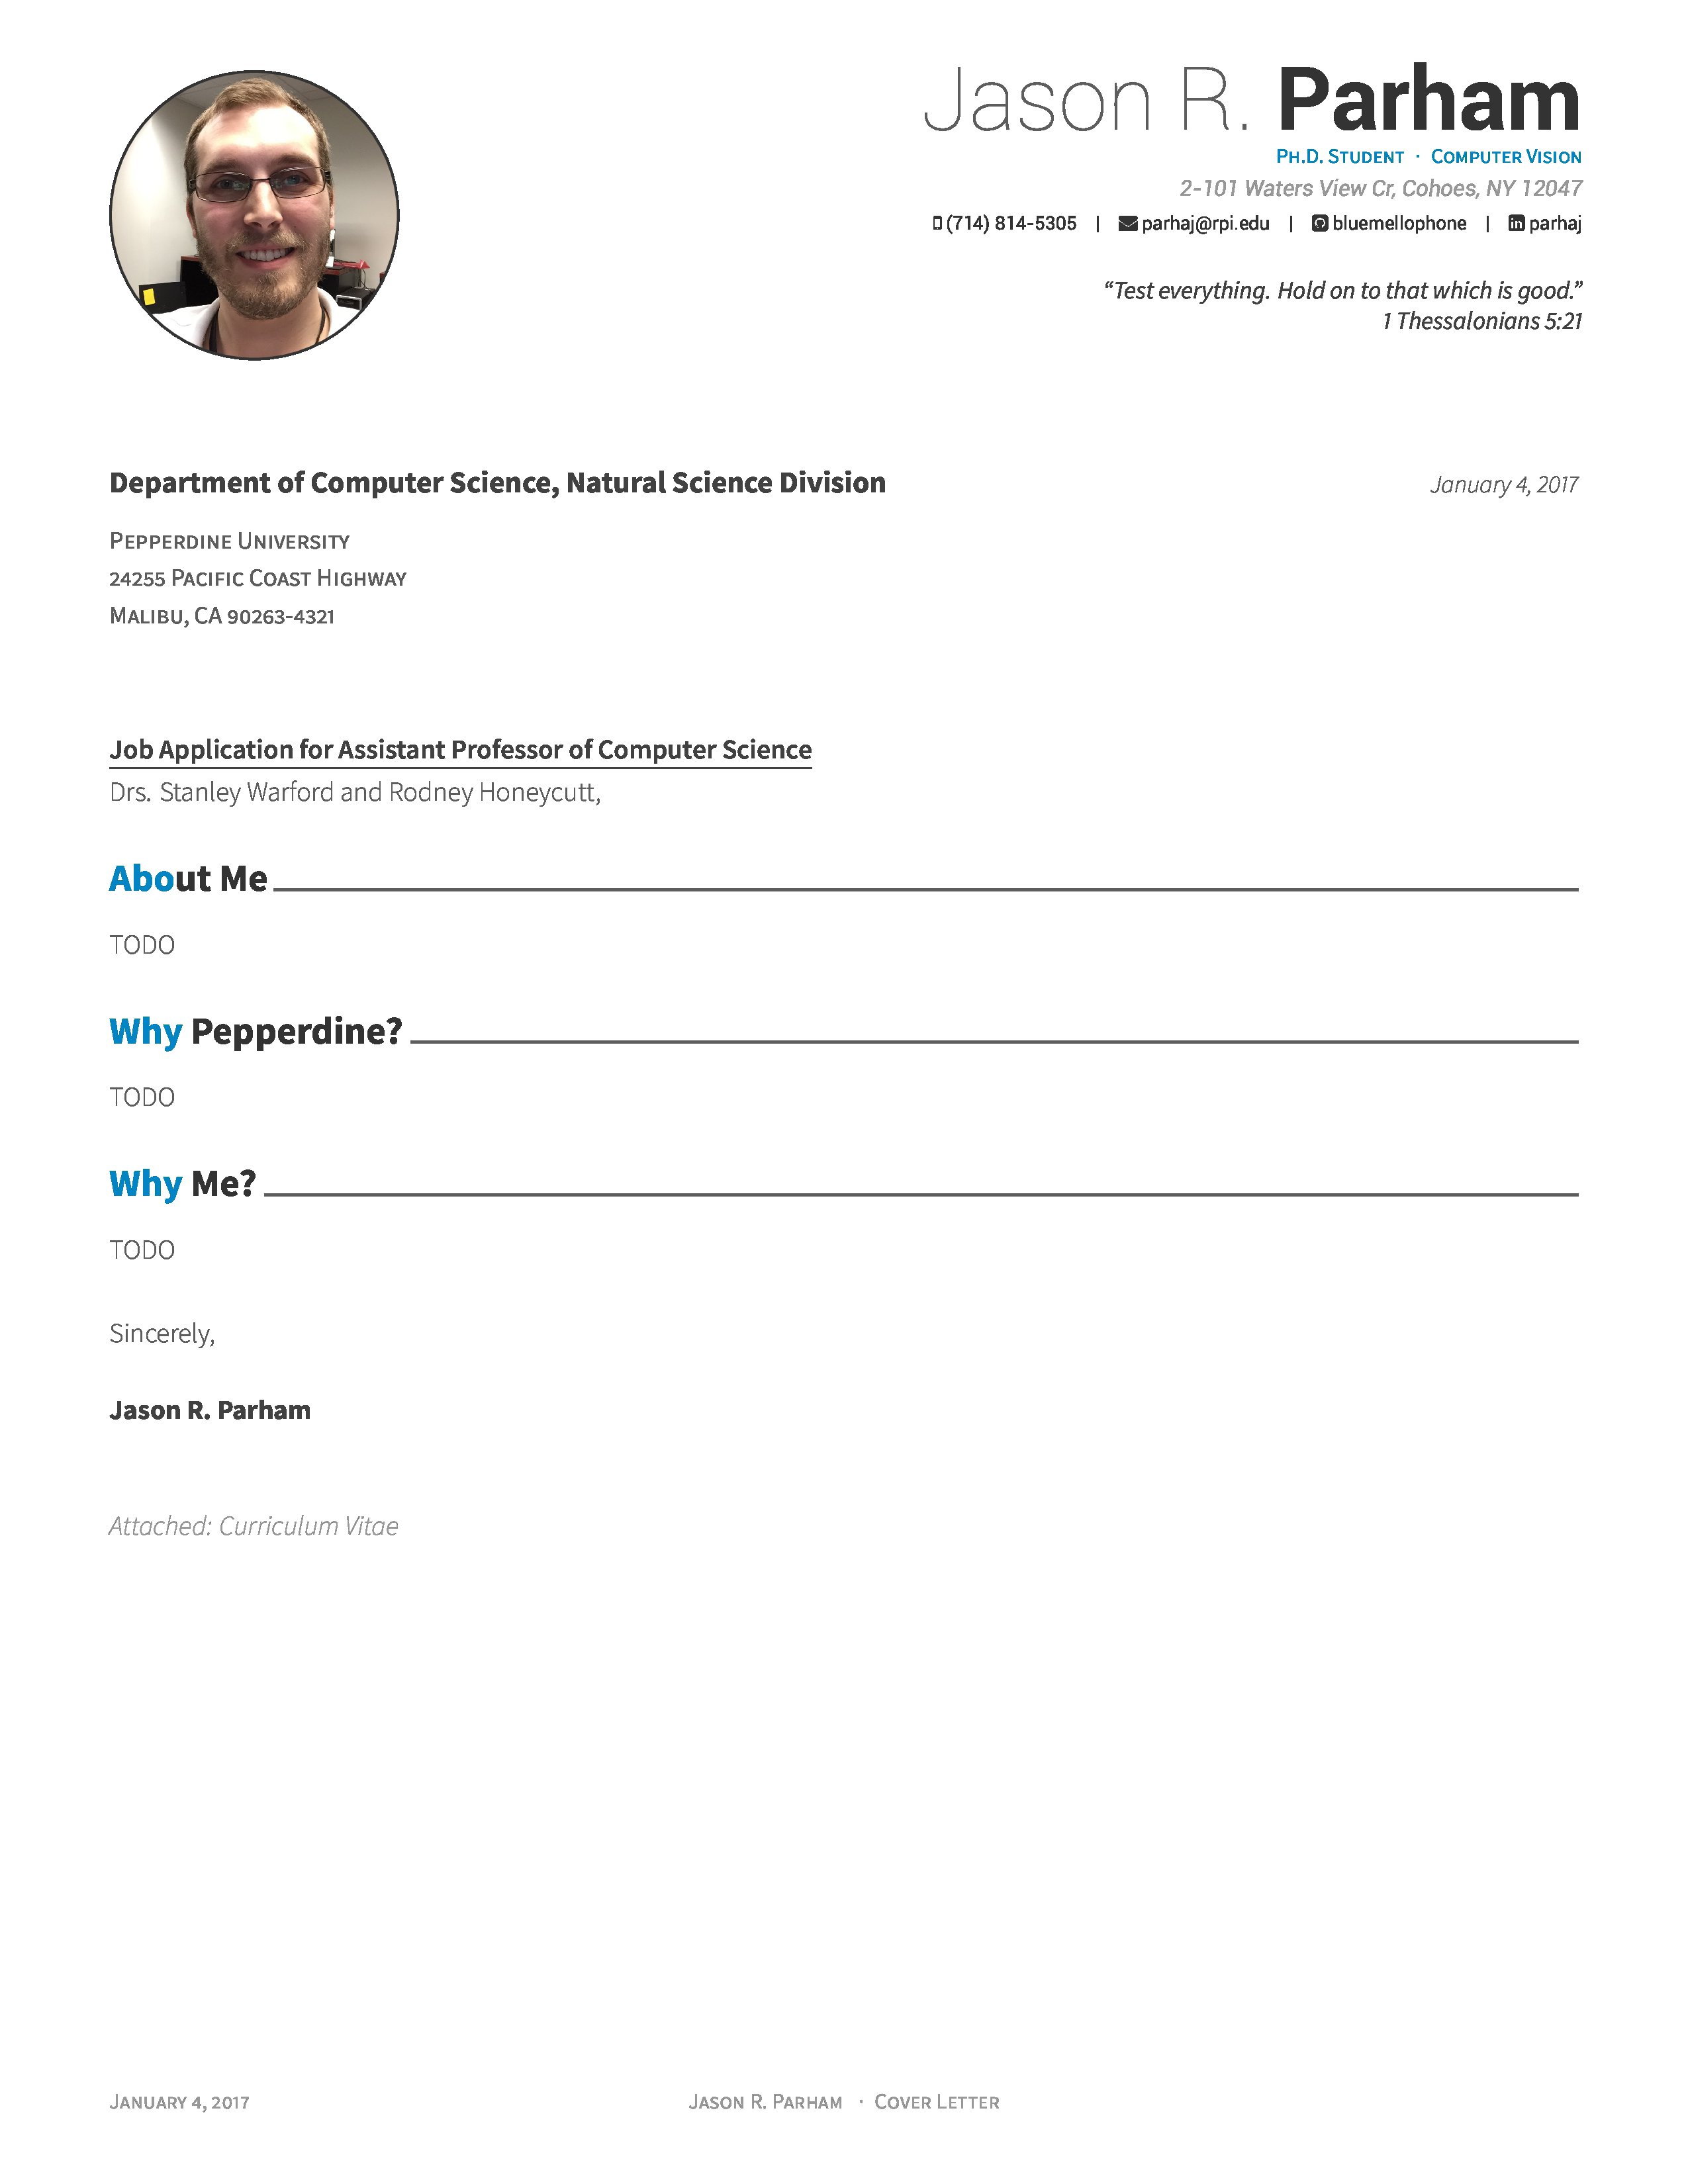 Jason R. Parham
Ph.D. Student · Computer Vision
2-101 Waters View Cr, Cohoes, NY 12047
(714) 814-5305 | parhaj@rpi.edu | bluemellophone | parhaj
“Test everything. Hold on to that which is good.”
1 Thessalonians 5:21
Department of Computer Science, Natural Science Division
January 4, 2017
Pepperdine University
24255 Pacific Coast Highway
Malibu, CA 90263-4321
Job Application for Assistant Professor of Computer Science
Drs. Stanley Warford and Rodney Honeycutt,
About Me
TODO
Why Pepperdine?
TODO
Why Me?
TODO
Sincerely,
Jason R. Parham
Attached: Curriculum Vitae
January 4, 2017
Jason R. Parham · Cover Letter